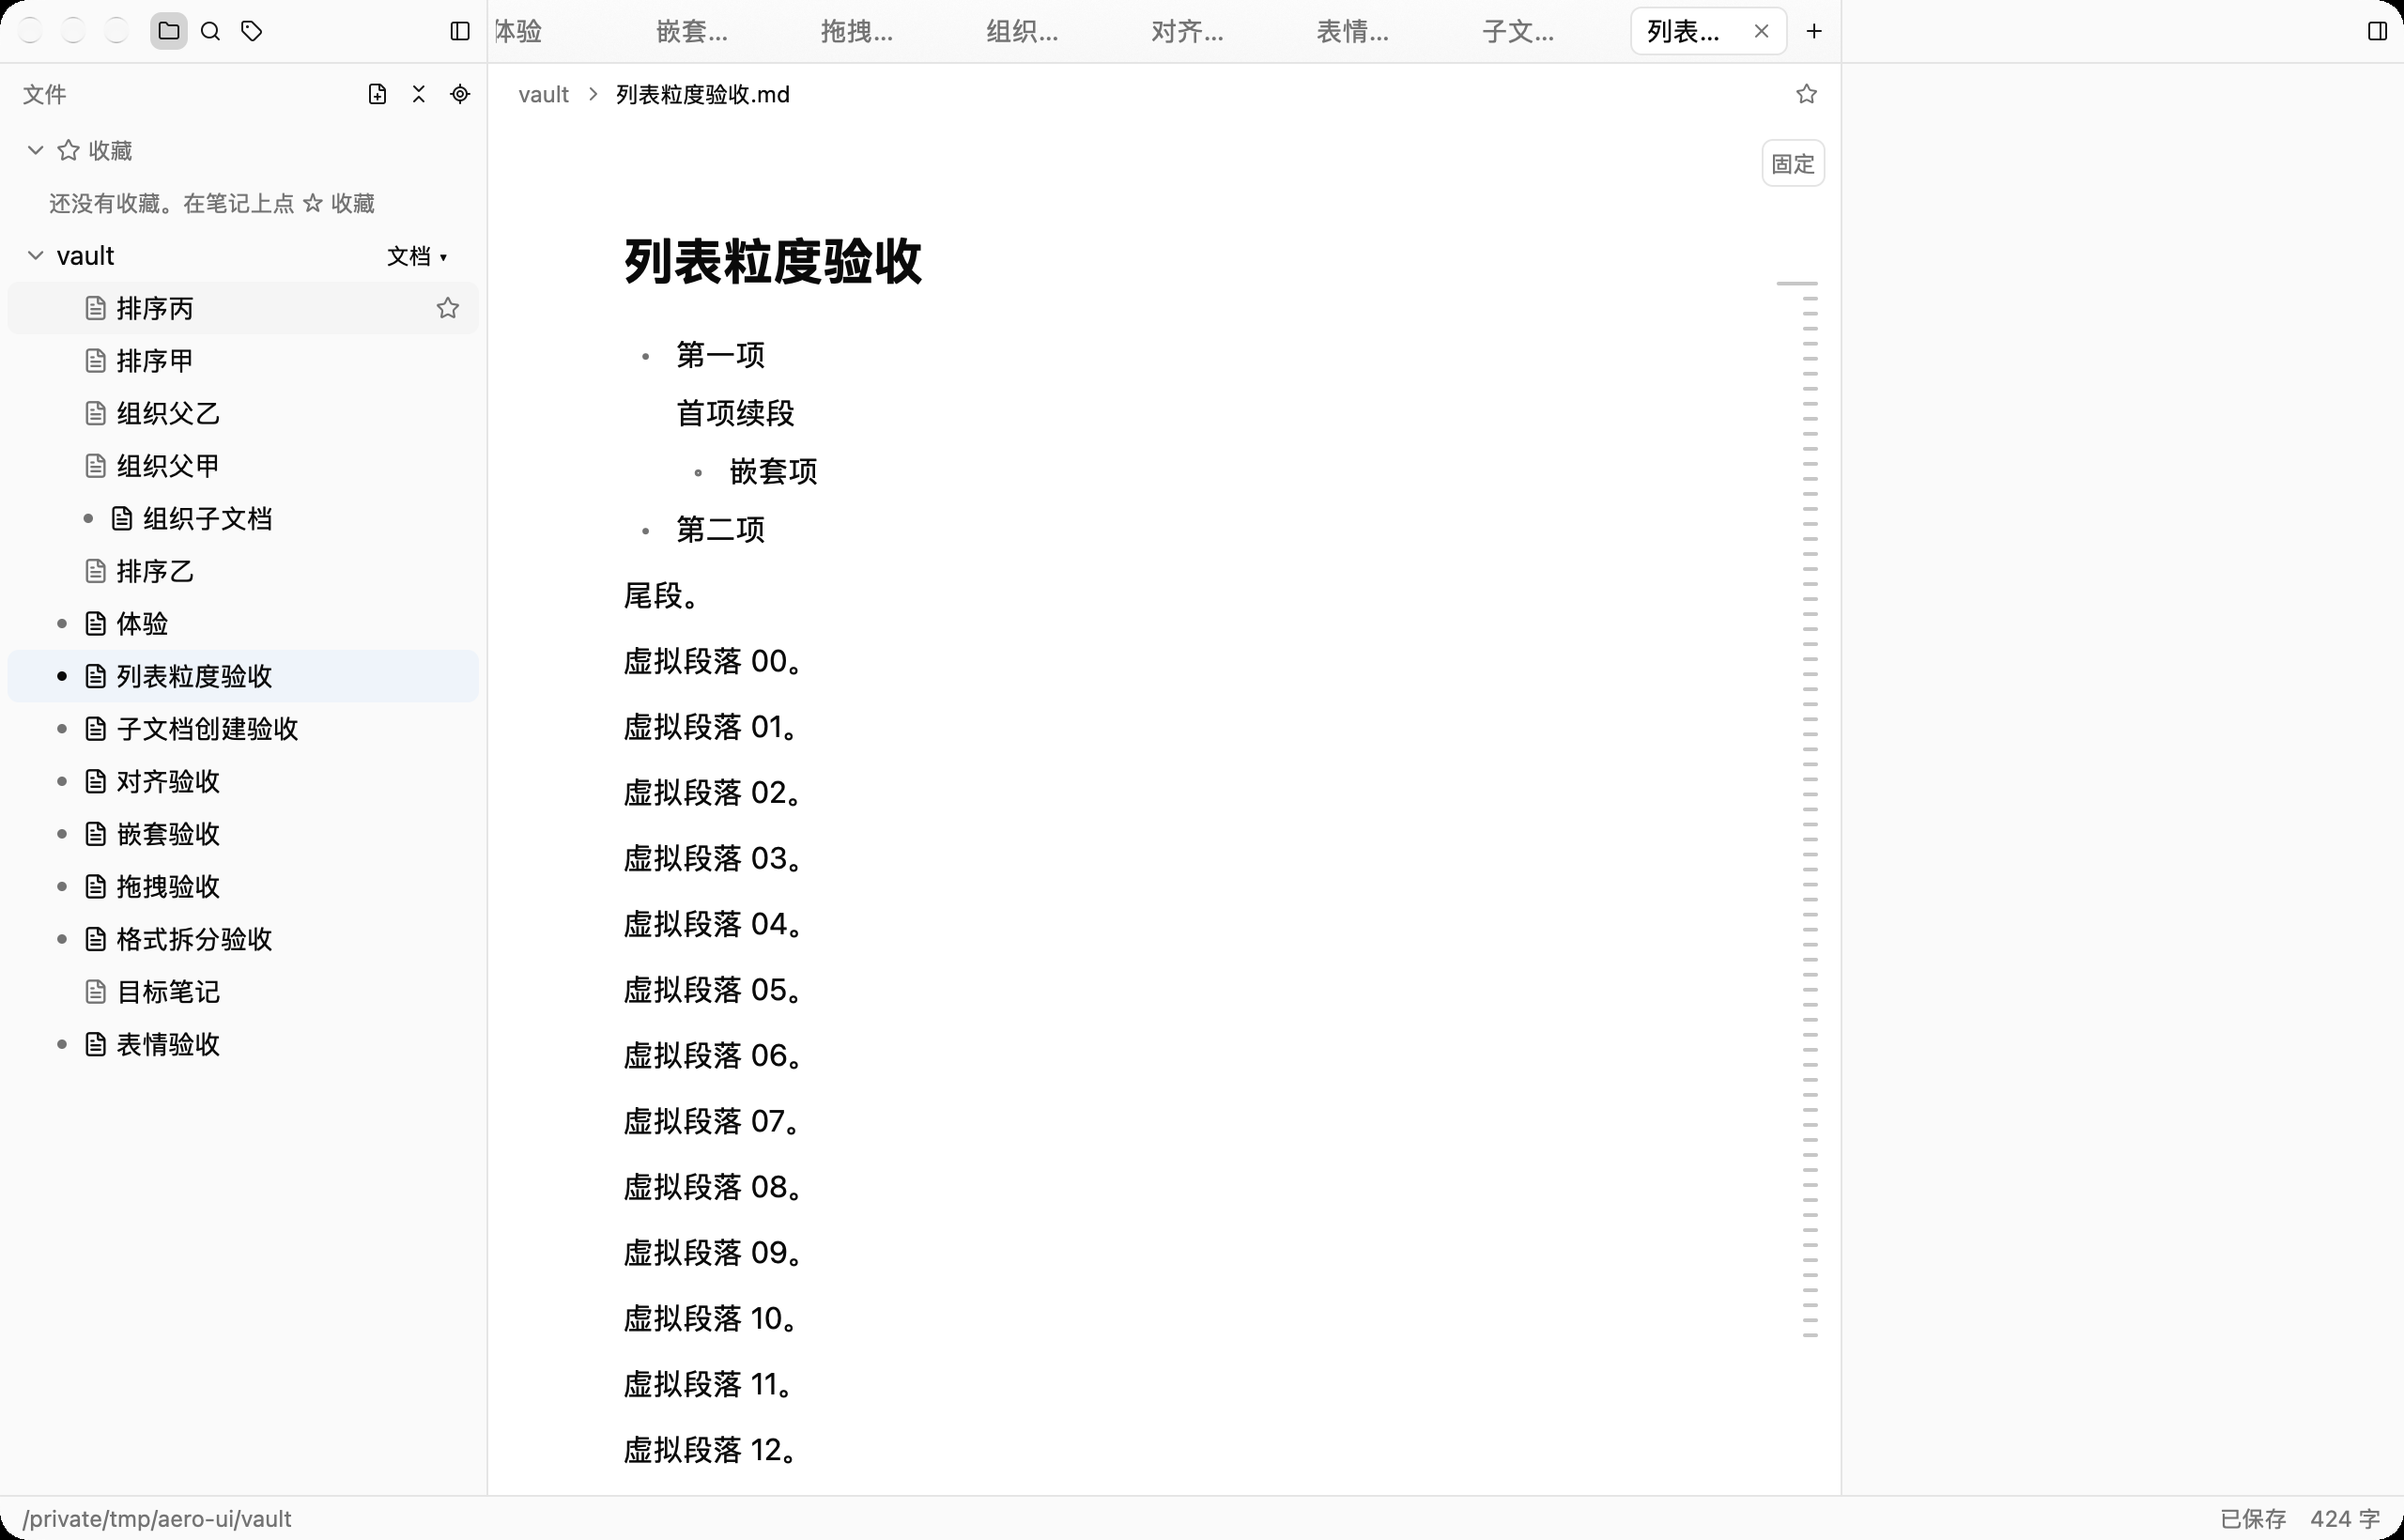 体验
嵌套...
拖拽...
组织...
对齐...
表情...
子文...
列表...
文件
收藏
还没有收藏。在笔记上点 ☆ 收藏
vault 文档
排序丙
排序甲
组织父乙
组织父甲
组织子文档
排序乙
体验
列表粒度验收
子文档创建验收
对齐验收
嵌套验收
拖拽验收
格式拆分验收
目标笔记
表情验收
vault > 列表粒度验收.md
固定
列表粒度验收
• 第一项
首项续段
◦ 嵌套项
• 第二项
尾段。
虚拟段落 00。
虚拟段落 01。
虚拟段落 02。
虚拟段落 03。
虚拟段落 04。
虚拟段落 05。
虚拟段落 06。
虚拟段落 07。
虚拟段落 08。
虚拟段落 09。
虚拟段落 10。
虚拟段落 11。
虚拟段落 12。
/private/tmp/aero-ui/vault
已保存 424 字